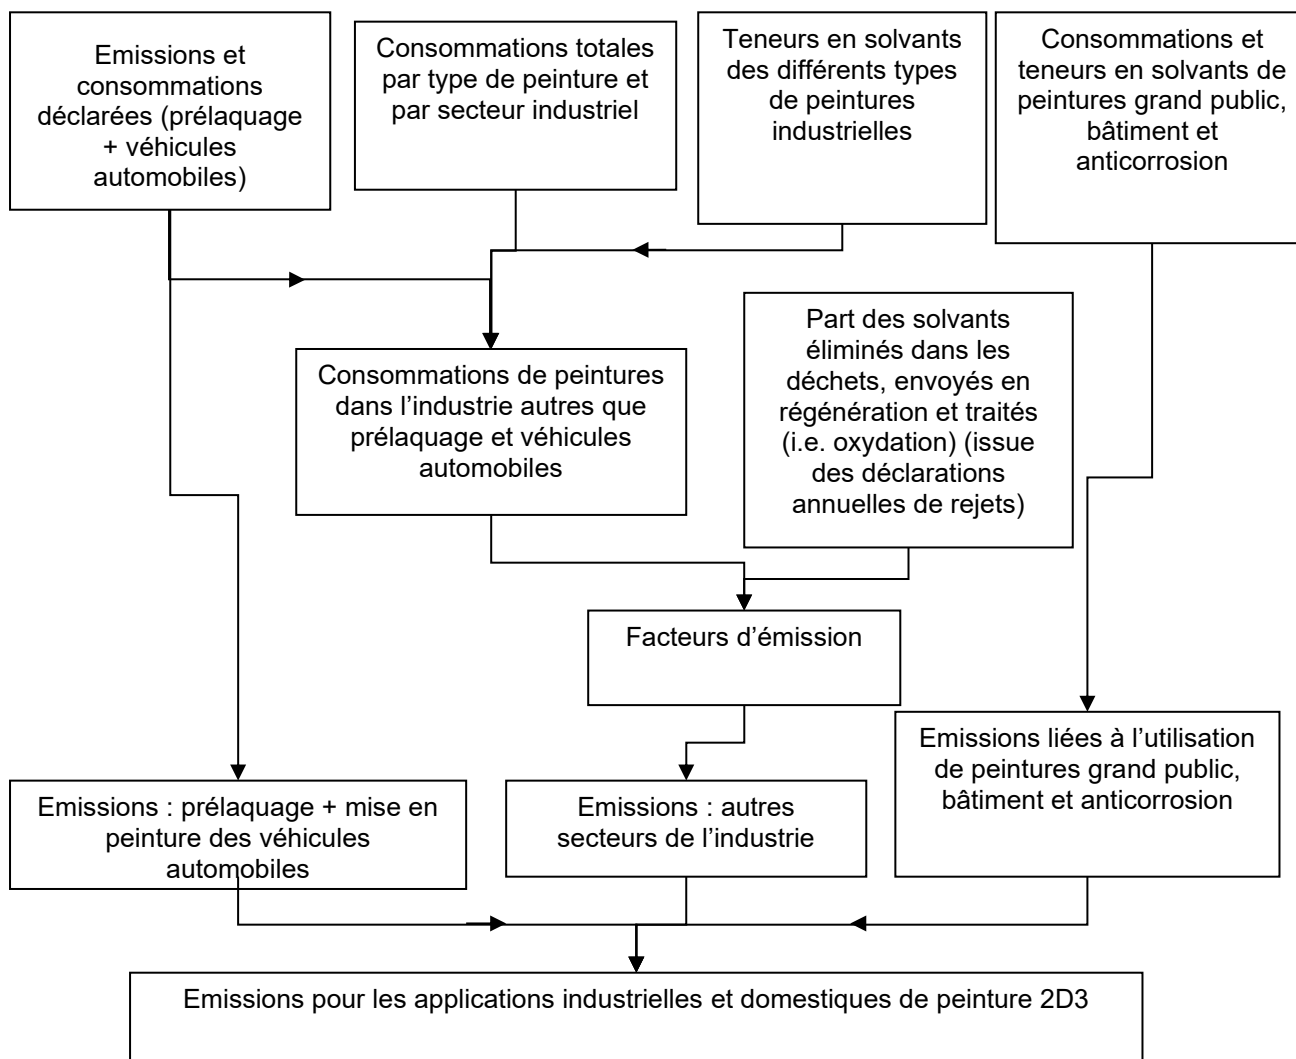 Emissions et
consommations
déclarées (prélaquage
+ véhicules
automobiles)
Consommations totales
par type de peinture et
par secteur industriel
Teneurs en solvants
des différents types
de peintures
industrielles
Consommations et
teneurs en solvants de
peintures grand public,
bâtiment et
anticorrosion
Part des solvants
éliminés dans les
déchets, envoyés en
régénération et traités
(i.e. oxydation) (issue
des déclarations
annuelles de rejets)
Consommations de peintures
dans l’industrie autres que
prélaquage et véhicules
automobiles
Facteurs d’émission
Emissions liées à l’utilisation
de peintures grand public,
bâtiment et anticorrosion
Emissions : prélaquage + mise en
peinture des véhicules
automobiles
Emissions : autres
secteurs de l’industrie
Emissions pour les applications industrielles et domestiques de peinture 2D3